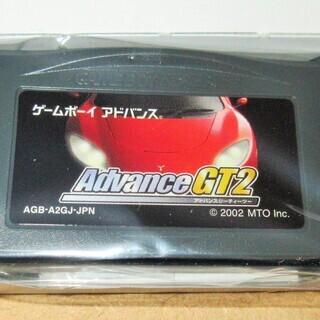 ゲームボーイ アドバンス
Advance GT2
アドバンスジーティーツー
AGB-A2GJ-JPN
© 2002 MTO Inc.